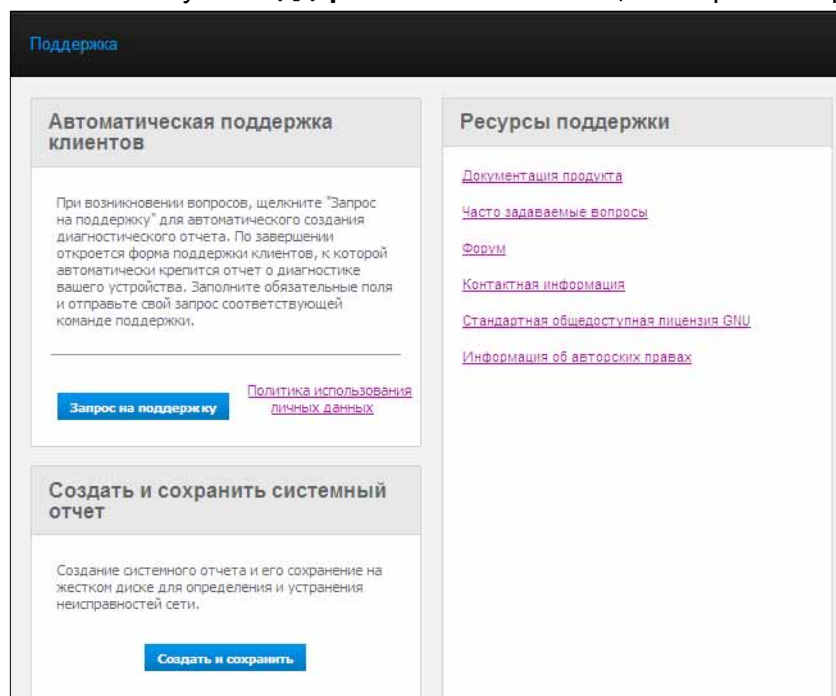 Поддержка
Автоматическая поддержка
клиентов
При возникновении вопросов, щелкните "Запрос
на поддержку" для автоматического создания
диагностического отчета. По завершении
откроется форма поддержки клиентов, к которой
автоматически крепится отчет о диагностике
вашего устройства. Заполните обязательные поля
и отправьте свой запрос соответствующей
команде поддержки.
Запрос на поддержку
Политика использования
личных данных
Создать и сохранить системный
отчет
Создание системного отчета и его сохранение на
жестком диске для определения и устранения
неисправностей сети.
Создать и сохранить
Ресурсы поддержки
Документация продукта
Часто задаваемые вопросы
Форум
Контактная информация
Стандартная общедоступная лицензия GNU
Информация об авторских правах